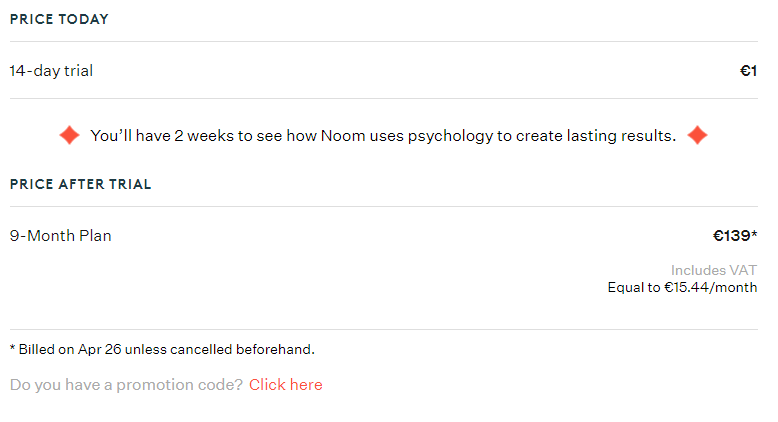 PRICE TODAY
14-day trial €1
You’ll have 2 weeks to see how Noom uses psychology to create lasting results.
PRICE AFTER TRIAL
9-Month Plan €139*
Includes VAT
Equal to €15.44/month
* Billed on Apr 26 unless cancelled beforehand.
Do you have a promotion code? Click here